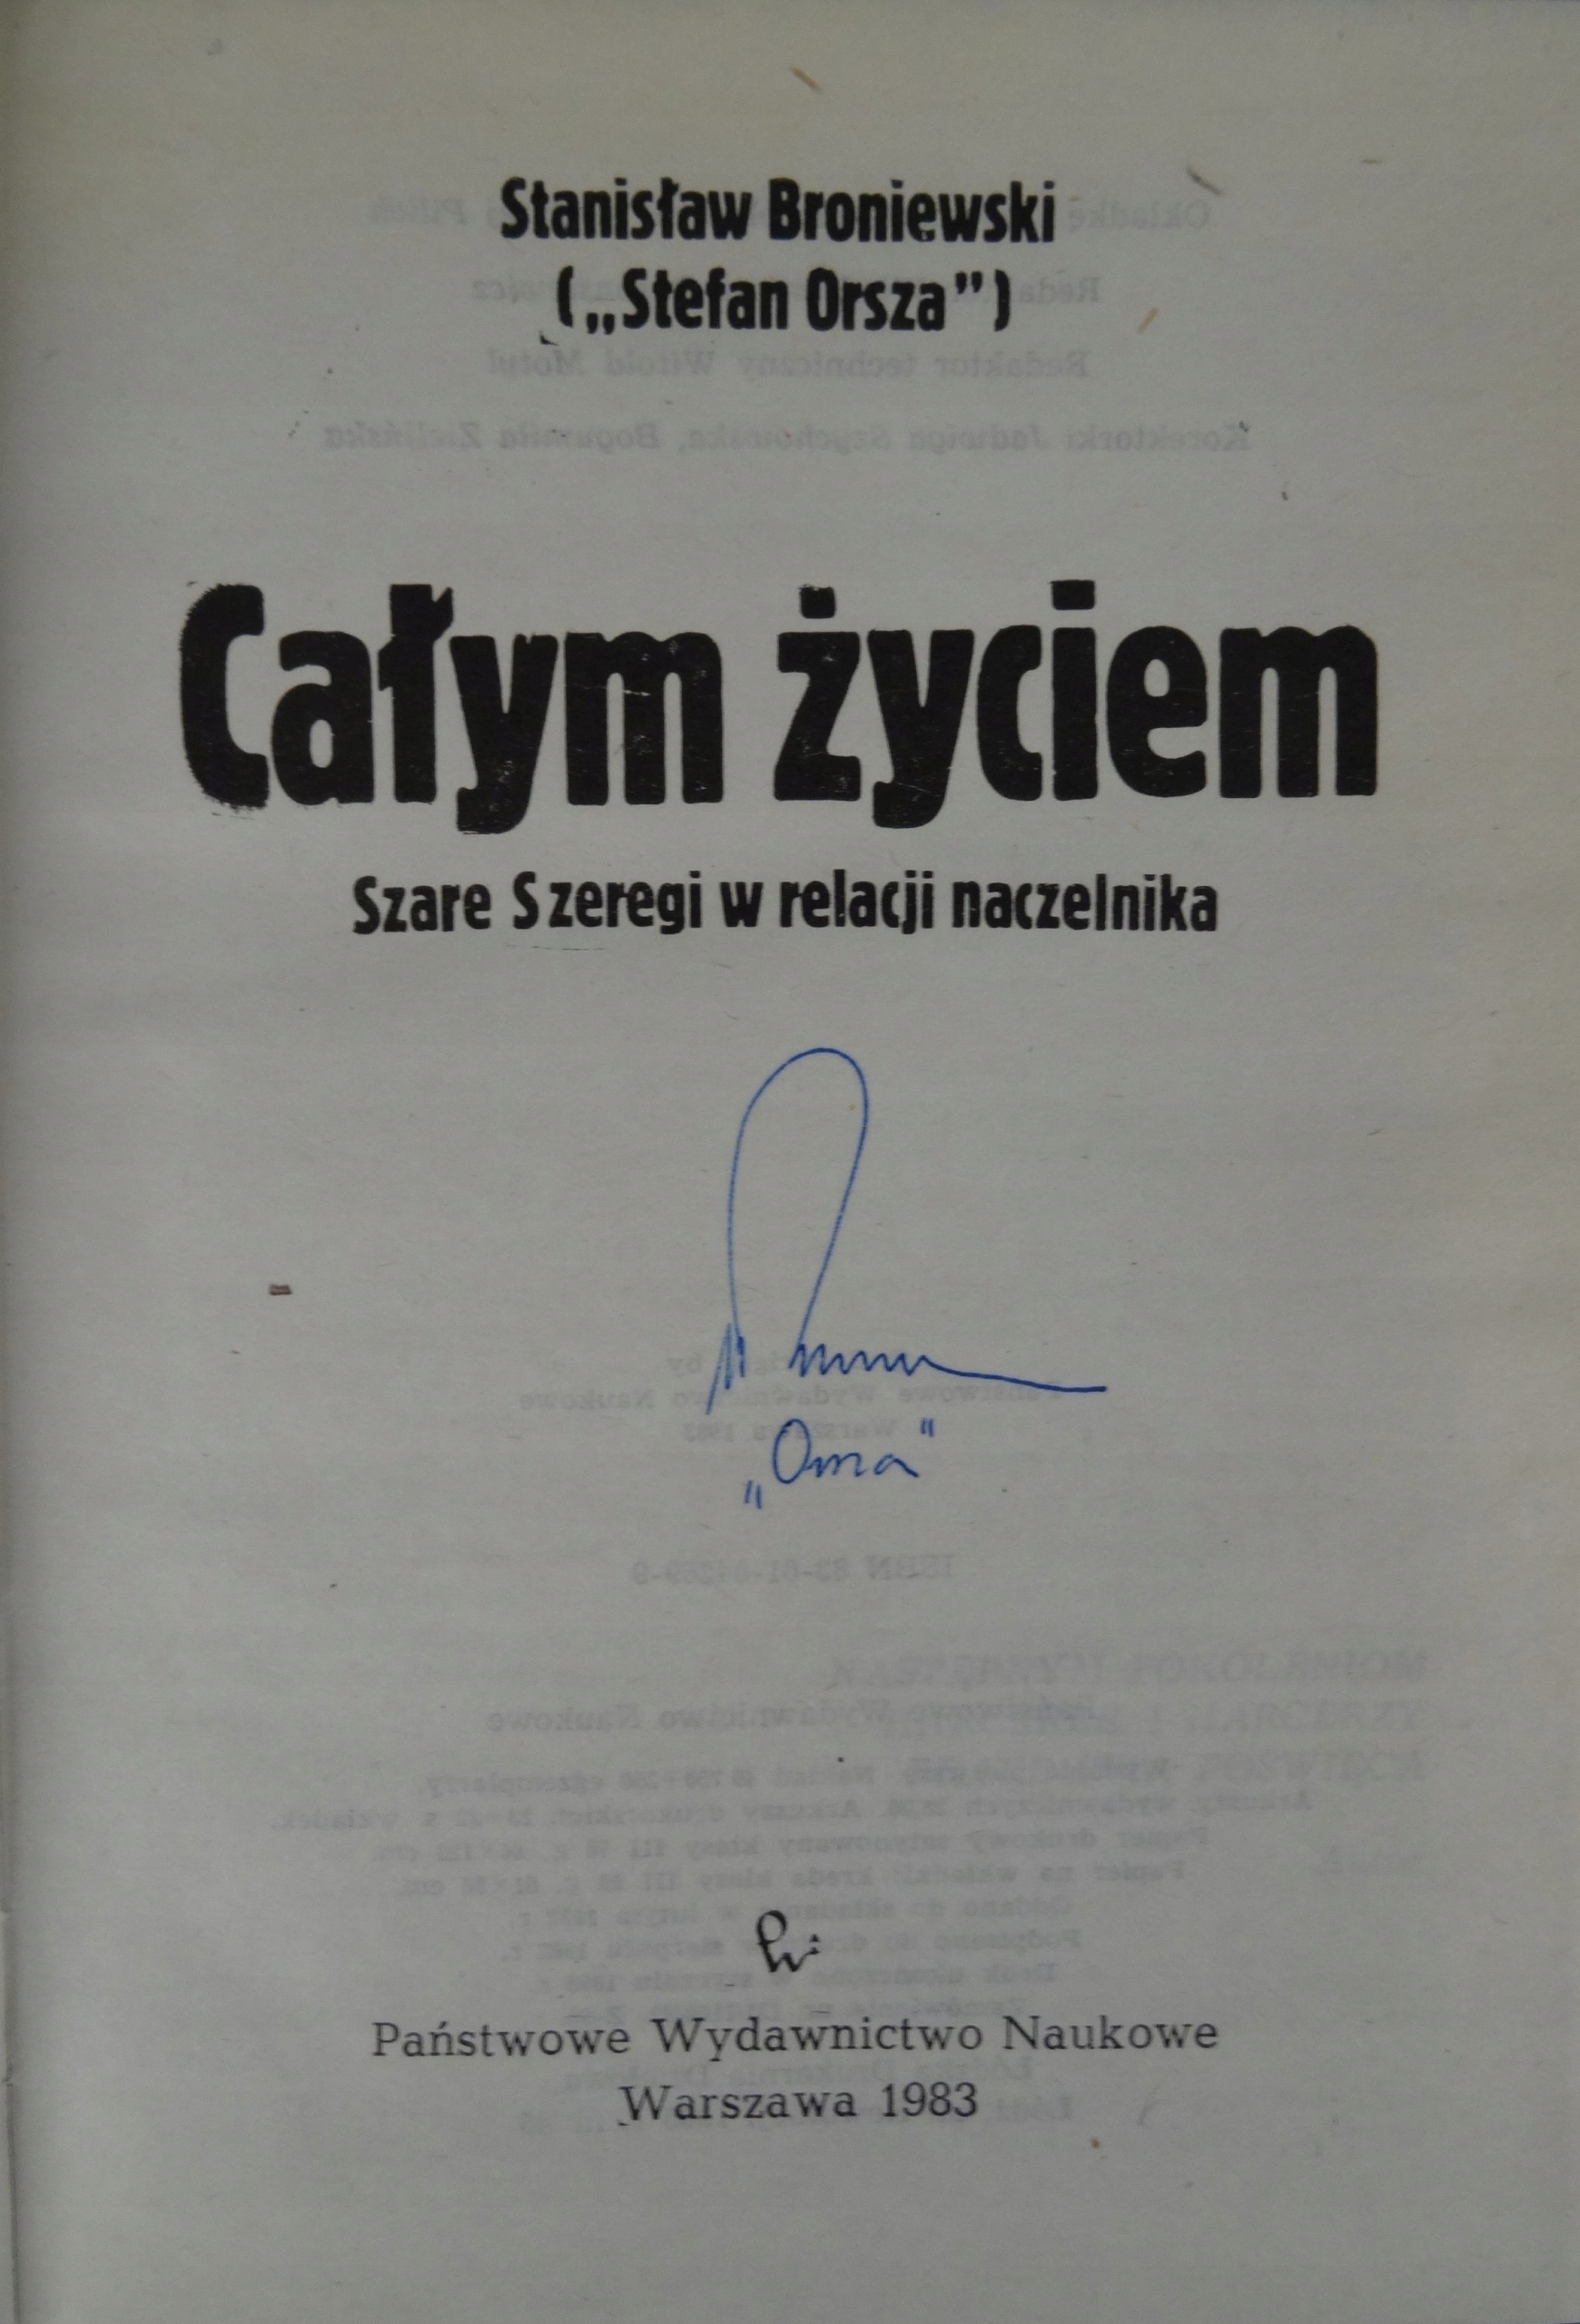 Stanisław Broniewski
(„Stefan Orsza”)
Całym życiem
Szare Szeregi w relacji naczelnika
„Orsza"
Państwowe Wydawnictwo Naukowe
Warszawa 1983